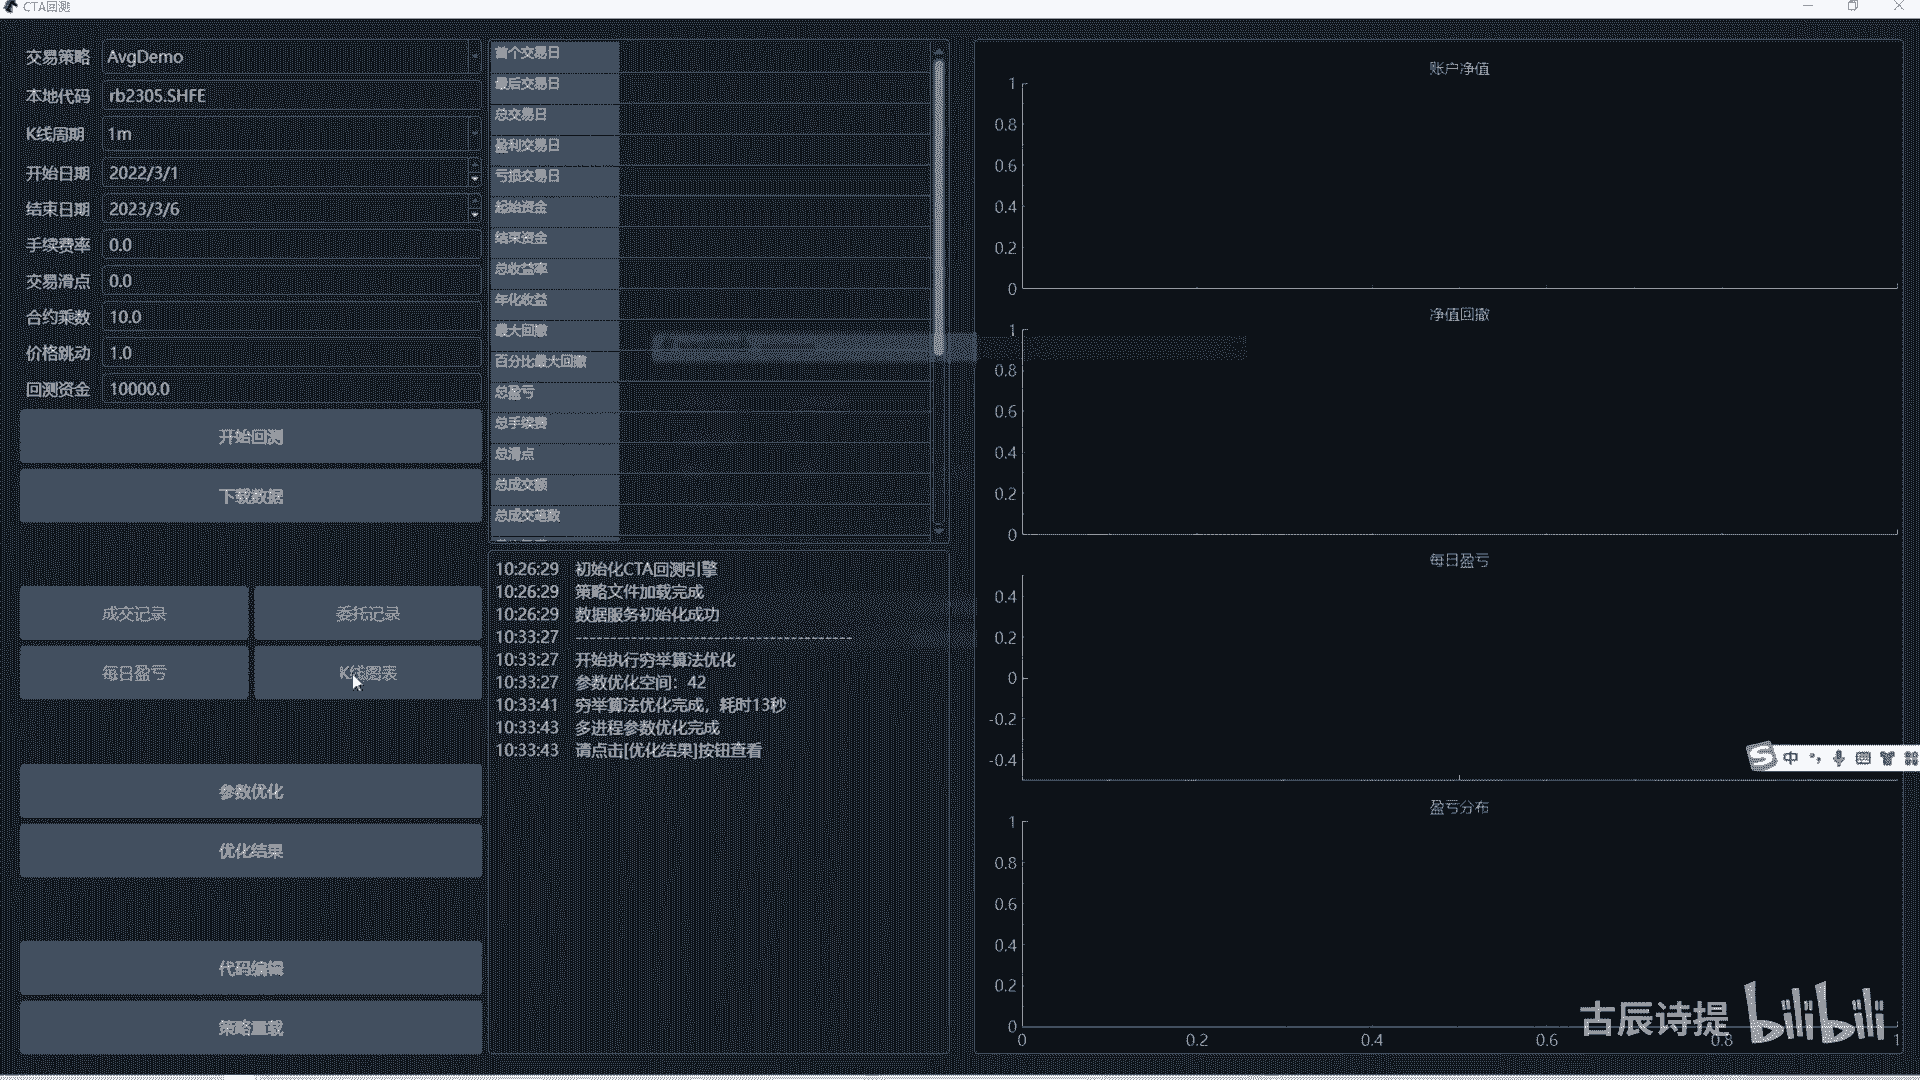 CTA回测
交易策略 AvgDemo
本地代码 rb2305.SHFE
K线周期 1m
开始日期 2022/3/1
结束日期 2023/3/6
手续费率 0.0
交易滑点 0.0
合约乘数 10.0
价格跳动 1.0
回测资金 10000.0
开始回测
下载数据
成交记录 委托记录
每日盈亏 K线图表
参数优化
优化结果
代码编辑
策略重载
首个交易日
最后交易日
总交易日
盈利交易日
亏损交易日
起始资金
结束资金
总收益率
年化收益
最大回撤
百分比最大回撤
总盈亏
总手续费
总滑点
总成交额
总成交笔数
10:26:29 初始化CTA回测引擎
10:26:29 策略文件加载完成
10:26:29 数据服务初始化成功
10:33:27 ----------------------------------------
10:33:27 开始执行穷举算法优化
10:33:27 参数优化空间：42
10:33:41 穷举算法优化完成，耗时13秒
10:33:43 多进程参数优化完成
10:33:43 请点击[优化结果]按钮查看
账户净值
1
0.8
0.6
0.4
0.2
0
净值回撤
1
0.8
0.6
0.4
0.2
0
每日盈亏
0.4
0.2
0
-0.2
-0.4
盈亏分布
1
0.8
0.6
0.4
0.2
0
0 0.2 0.4 0.6 0.8 1
中
古辰诗提 bilibili